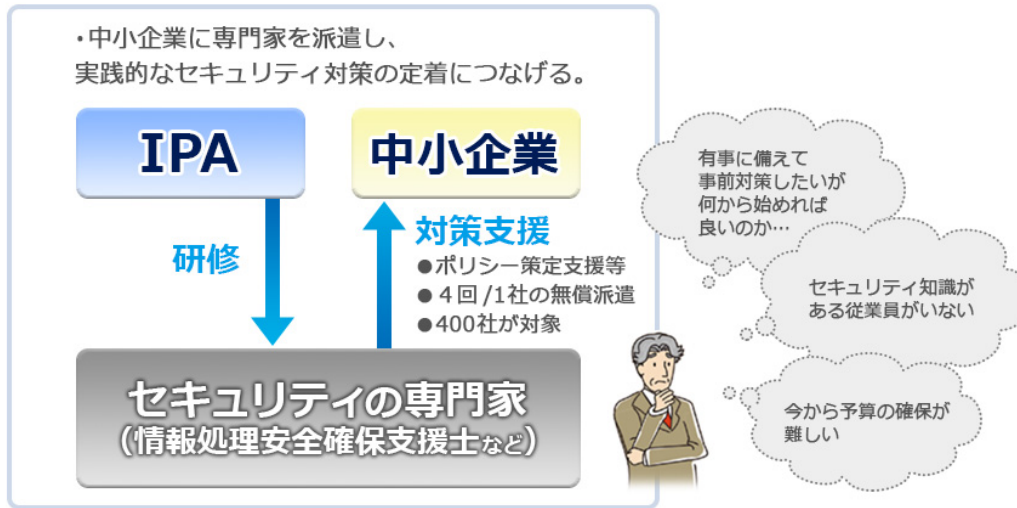 ・中小企業に専門家を派遣し、
実践的なセキュリティ対策の定着につなげる。
IPA
中小企業
研修
対策支援
●ポリシー策定支援等
●４回/1社の無償派遣
●400社が対象
セキュリティの専門家
（情報処理安全確保支援士など）
有事に備えて
事前対策したいが
何から始めれば
良いのか…
セキュリティ知識が
ある従業員がいない
今から予算の確保が
難しい